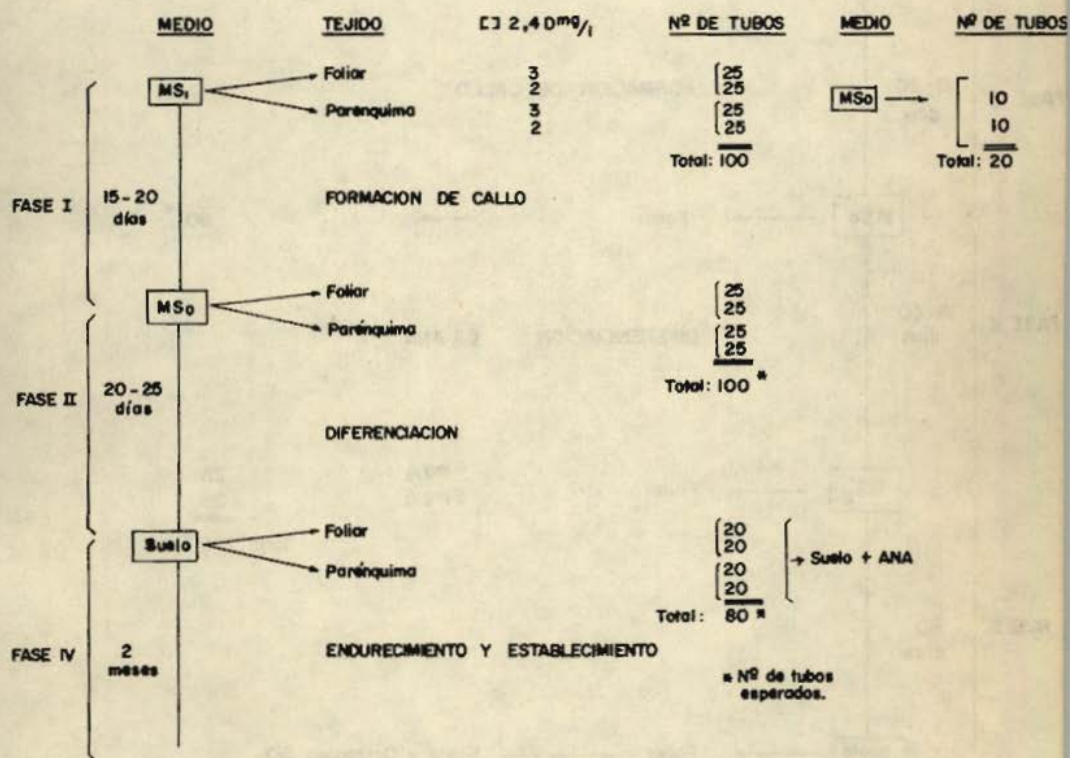 MEDIO TEJIDO [] 2,4 D mg/l Nº DE TUBOS MEDIO Nº DE TUBOS
MS₁ Foliar 3 25
2 25
Parénquima 3 25
2 25
Total: 100
MSo 10
10
Total: 20
FASE I 15-20 días FORMACION DE CALLO
MSo Foliar 25
25
Parénquima 25
25
Total: 100 *
FASE II 20-25 días
DIFERENCIACION
Suelo Foliar 20
20
Parénquima 20
20
Suelo + ANA
Total: 80 *
FASE IV 2 meses ENDURECIMIENTO Y ESTABLECIMIENTO
* Nº de tubos
esperados.